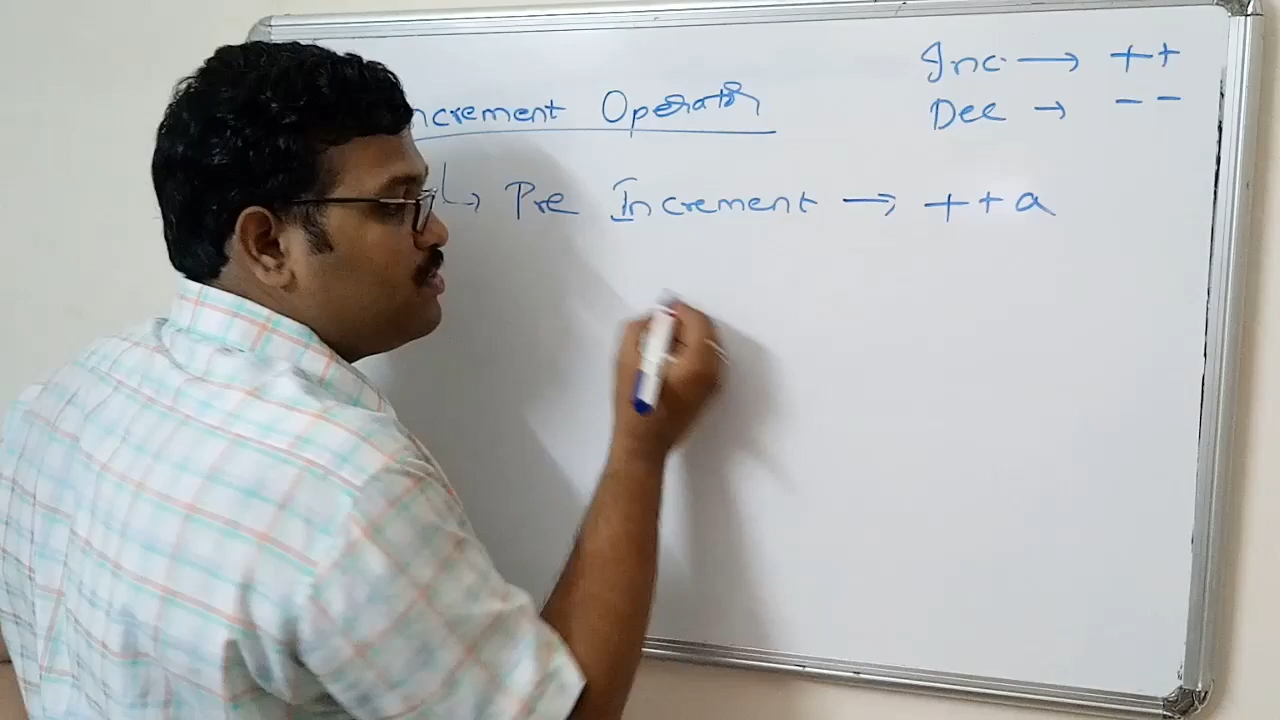 Inc. → ++
Dec → --
ncrement Operator
↳ Pre Increment → ++a